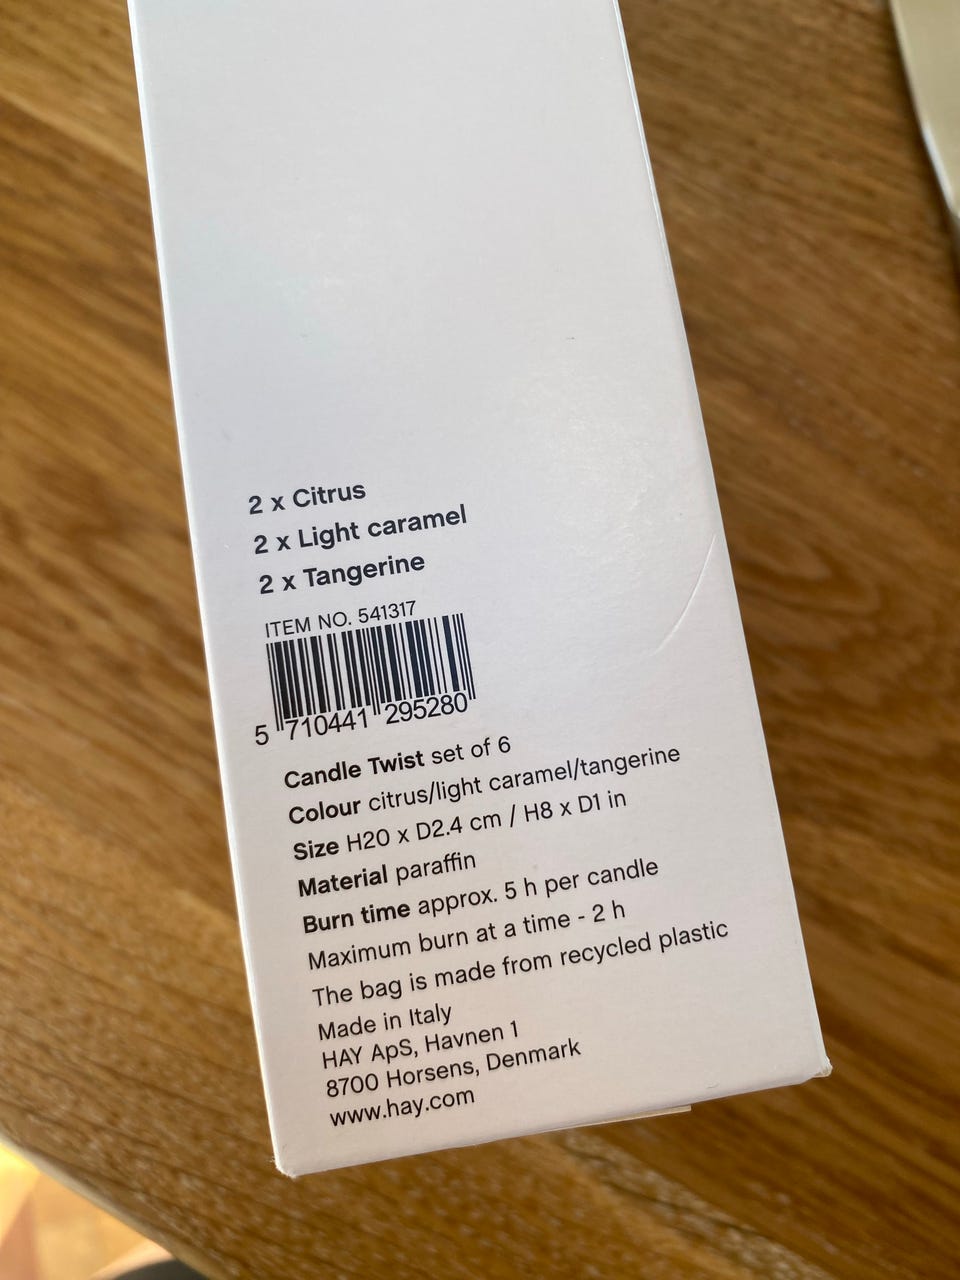 2 x Citrus
2 x Light caramel
2 x Tangerine
ITEM NO. 541317
5 710441 295280
Candle Twist set of 6
Colour citrus/light caramel/tangerine
Size H20 x D2.4 cm / H8 x D1 in
Material paraffin
Burn time approx. 5 h per candle
Maximum burn at a time - 2 h
The bag is made from recycled plastic
Made in Italy
HAY ApS, Havnen 1
8700 Horsens, Denmark
www.hay.com